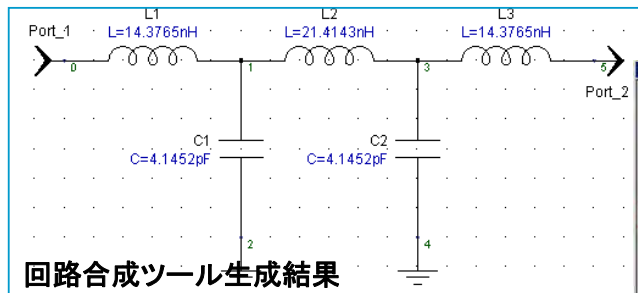 L1 L2 L3
Port_1 L=14.3765nH L=21.4143nH L=14.3765nH
0 1 3 5
Port_2
C1 C2
C=4.1452pF C=4.1452pF
2 4
回路合成ツール生成結果